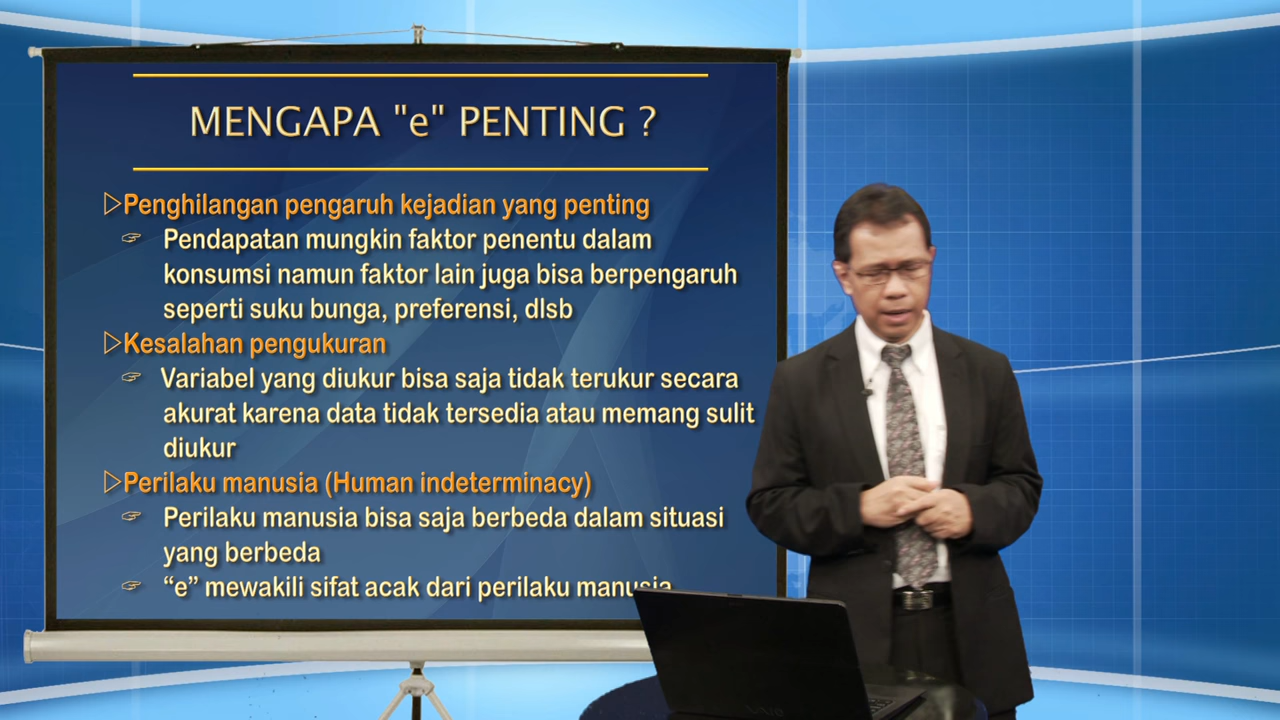 MENGAPA "e" PENTING ?
Penghilangan pengaruh kejadian yang penting
Pendapatan mungkin faktor penentu dalam
konsumsi namun faktor lain juga bisa berpengaruh
seperti suku bunga, preferensi, dlsb
Kesalahan pengukuran
Variabel yang diukur bisa saja tidak terukur secara
akurat karena data tidak tersedia atau memang sulit
diukur
Perilaku manusia (Human indeterminacy)
Perilaku manusia bisa saja berbeda dalam situasi
yang berbeda
“e” mewakili sifat acak dari perilaku manusia
VAIO